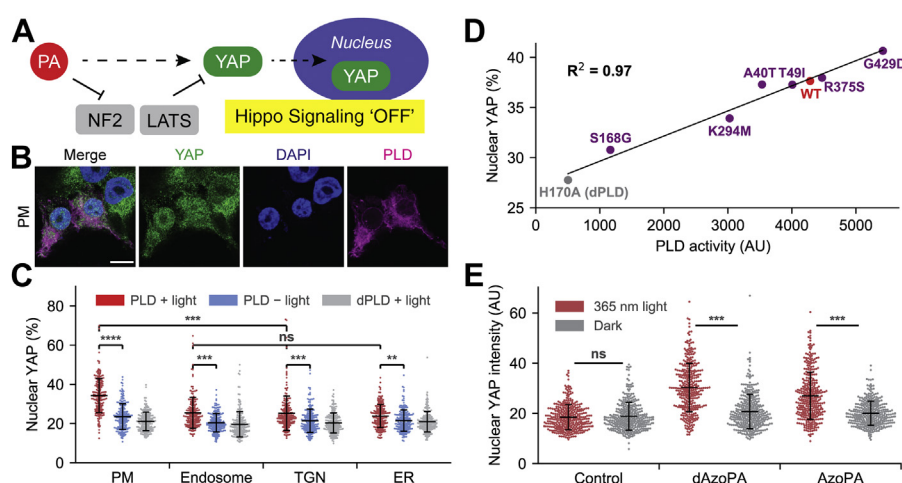 A
PA
YAP
Nucleus
YAP
NF2
LATS
Hippo Signaling 'OFF'
B
Merge
YAP
DAPI
PLD
PM
C
PLD + light
PLD − light
dPLD + light
Nuclear YAP (%)
80
60
40
20
0
***
ns
****
***
***
**
PM
Endosome
TGN
ER
D
Nuclear YAP (%)
40
35
30
25
R² = 0.97
G429D
A40T T49I
WT
R375S
K294M
S168G
H170A (dPLD)
0
1000
2000
3000
4000
5000
PLD activity (AU)
E
Nuclear YAP intensity (AU)
80
60
40
20
0
365 nm light
Dark
ns
***
***
Control
dAzoPA
AzoPA